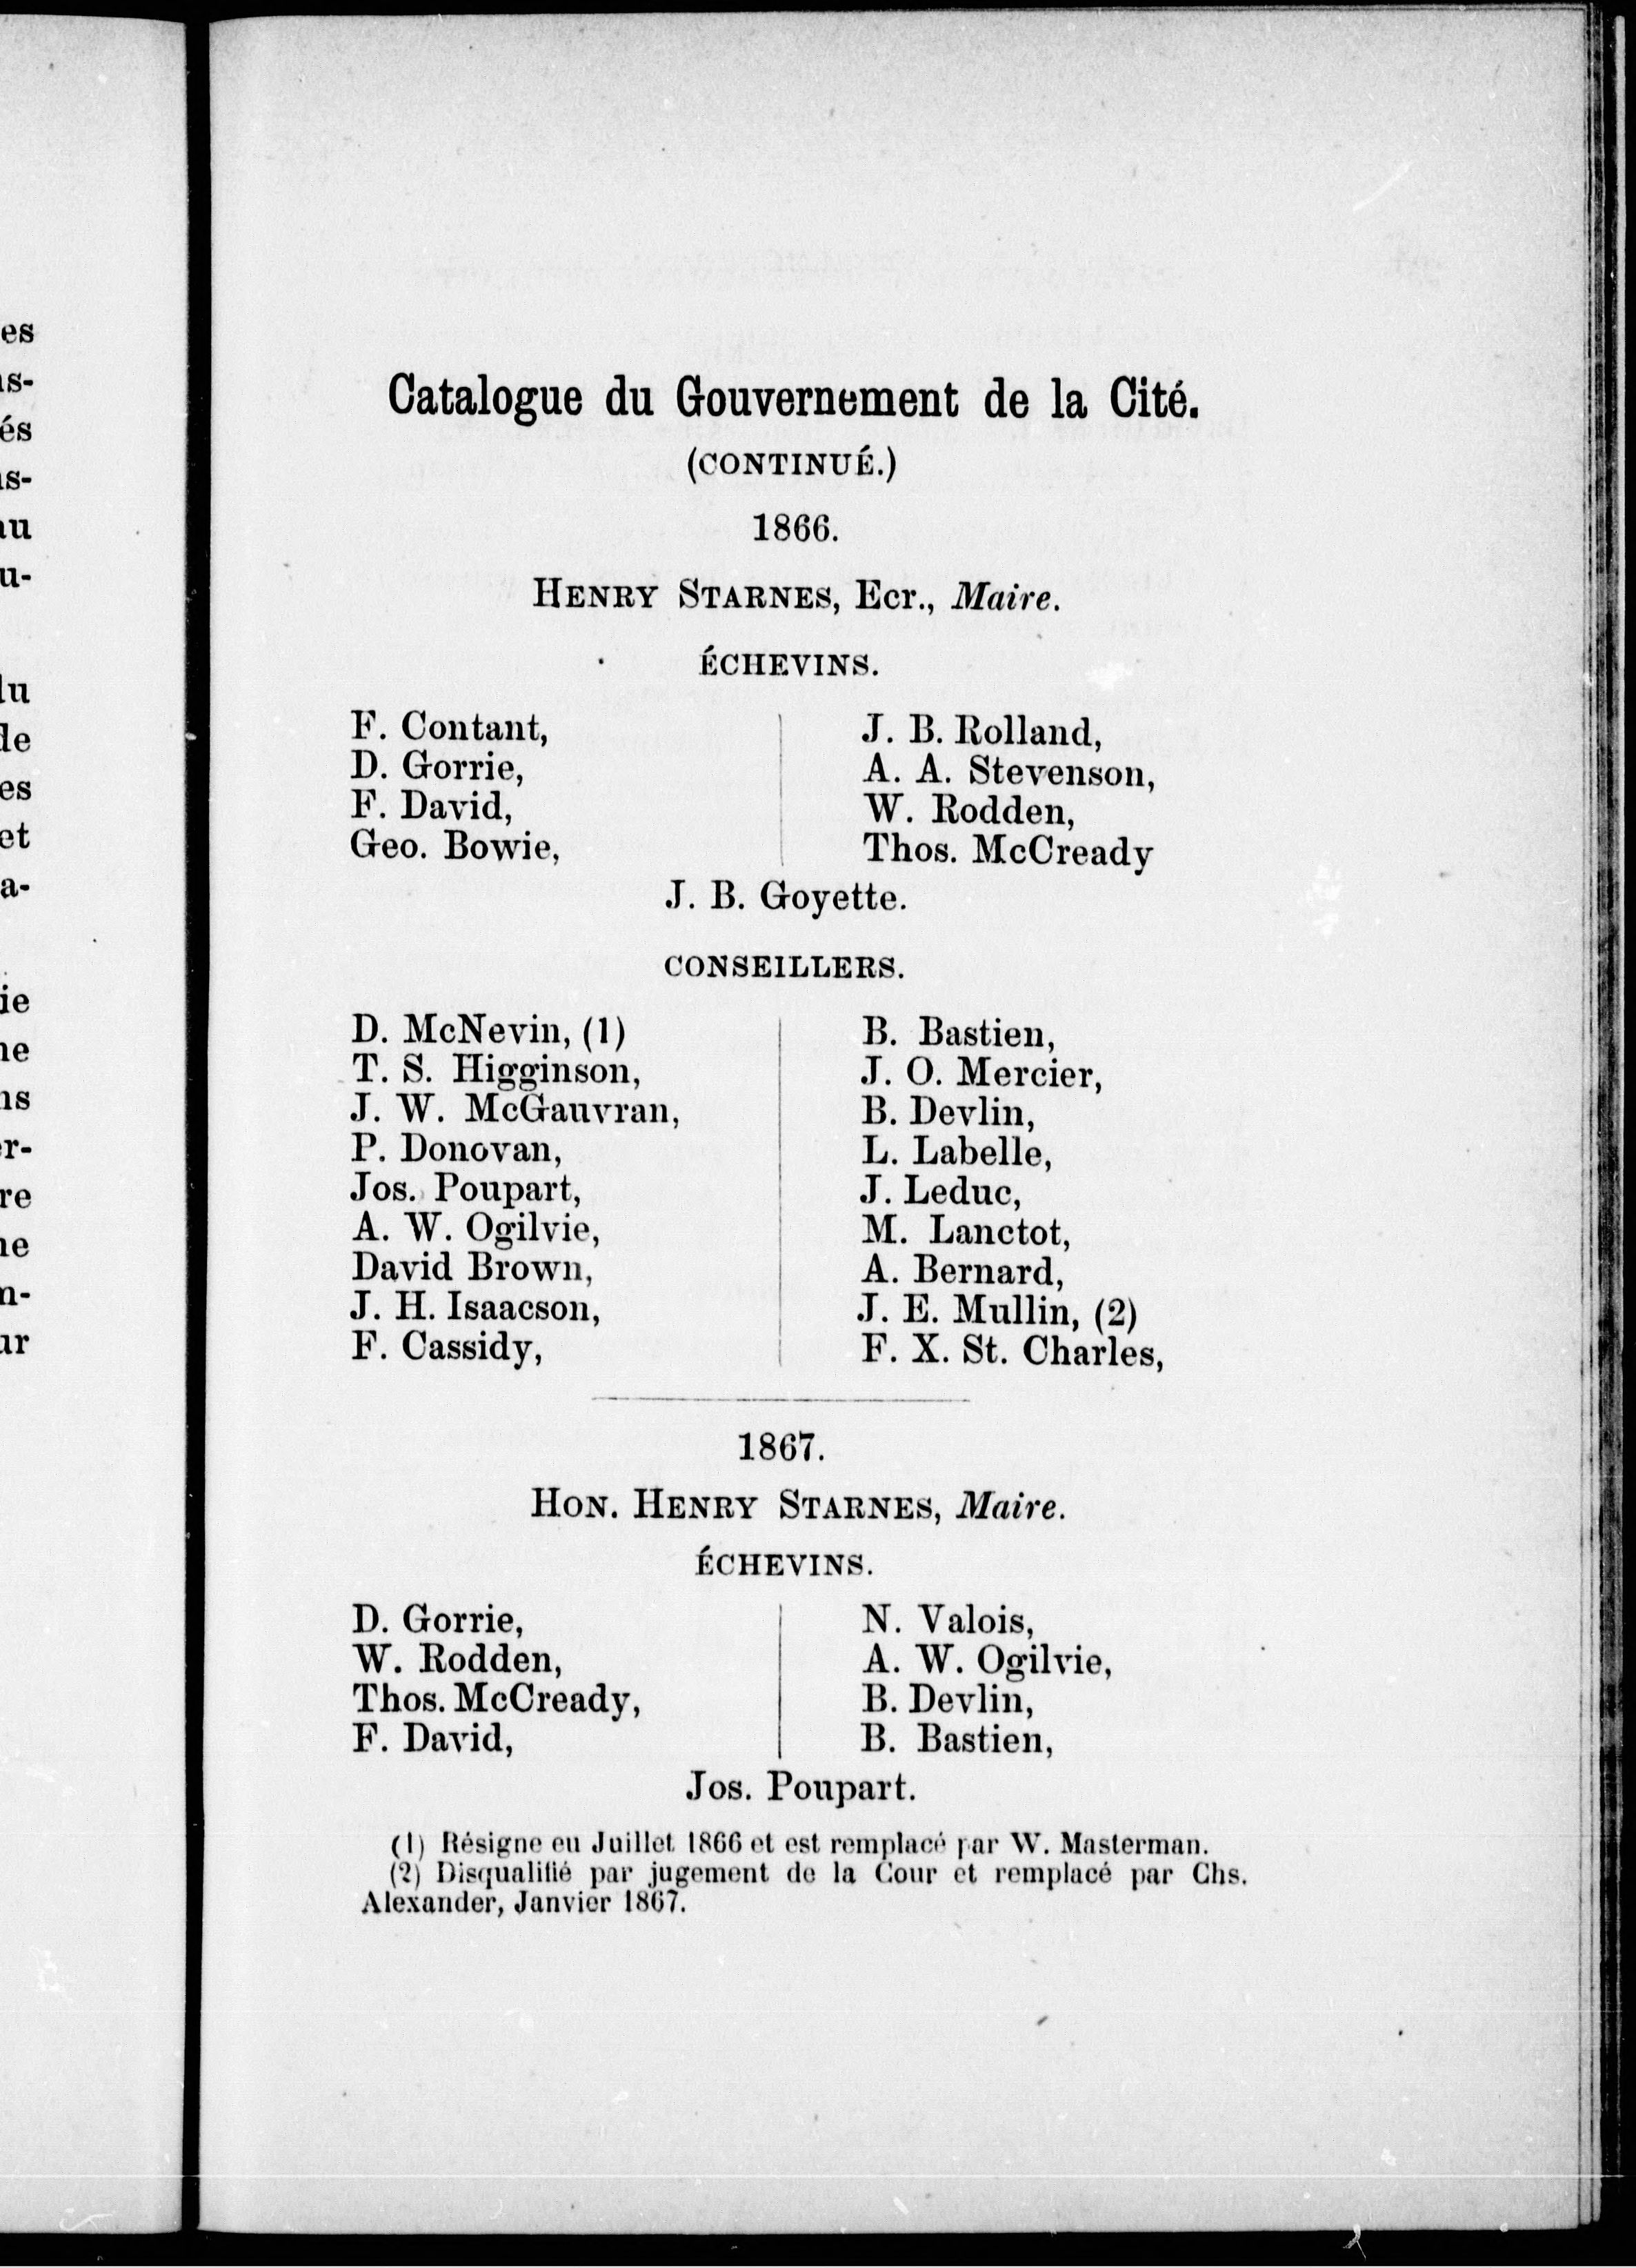 Catalogue du Gouvernement de la Cité.
(CONTINUÉ.)
1866.
HENRY STARNES, Ecr., Maire.
ÉCHEVINS.
F. Contant,
D. Gorrie,
F. David,
Geo. Bowie,
J. B. Rolland,
A. A. Stevenson,
W. Rodden,
Thos. McCready
J. B. Goyette.
CONSEILLERS.
D. McNevin, (1)
T. S. Higginson,
J. W. McGauvran,
P. Donovan,
Jos. Poupart,
A. W. Ogilvie,
David Brown,
J. H. Isaacson,
F. Cassidy,
B. Bastien,
J. O. Mercier,
B. Devlin,
L. Labelle,
J. Leduc,
M. Lanctot,
A. Bernard,
J. E. Mullin, (2)
F. X. St. Charles,
1867.
HON. HENRY STARNES, Maire.
ÉCHEVINS.
D. Gorrie,
W. Rodden,
Thos. McCready,
F. David,
N. Valois,
A. W. Ogilvie,
B. Devlin,
B. Bastien,
Jos. Poupart.
(1) Résigne en Juillet 1866 et est remplacé par W. Masterman.
(2) Disqualifié par jugement de la Cour et remplacé par Chs.
Alexander, Janvier 1867.